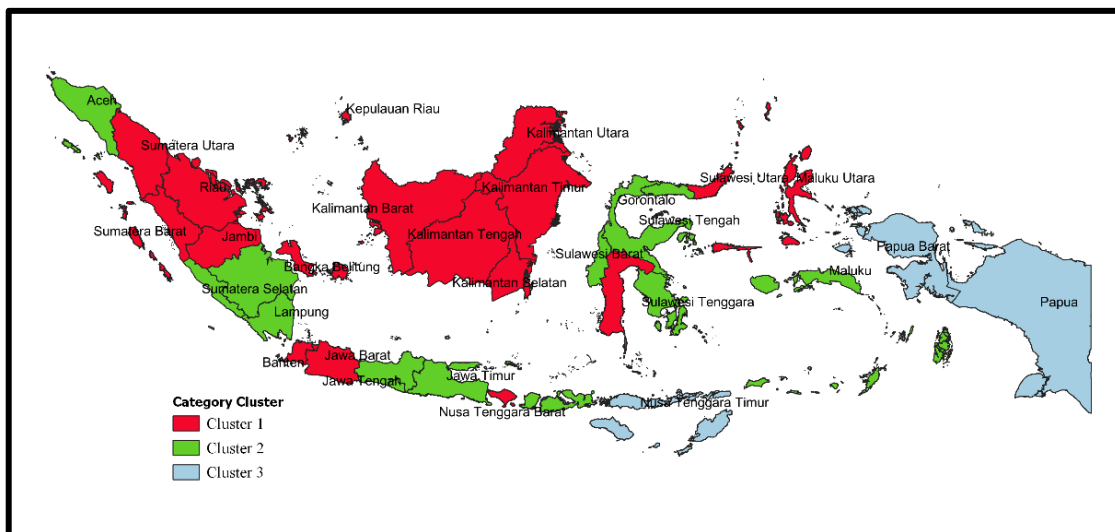 Aceh
Kepulauan Riau
Kalimantan Utara
Sumatera Utara
Sulawesi Utara
Maluku Utara
Riau
Kalimantan Timur
Gorontalo
Kalimantan Barat
Sulawesi Tengah
Sumatera Barat
Jambi
Kalimantan Tengah
Papua Barat
Sulawesi Barat
Bangka Belitung
Maluku
Kalimantan Selatan
Sumatera Selatan
Sulawesi Tenggara
Papua
Lampung
Jawa Barat
Banten
Jawa Timur
Jawa Tengah
Nusa Tenggara Timur
Nusa Tenggara Barat
Category Cluster
Cluster 1
Cluster 2
Cluster 3